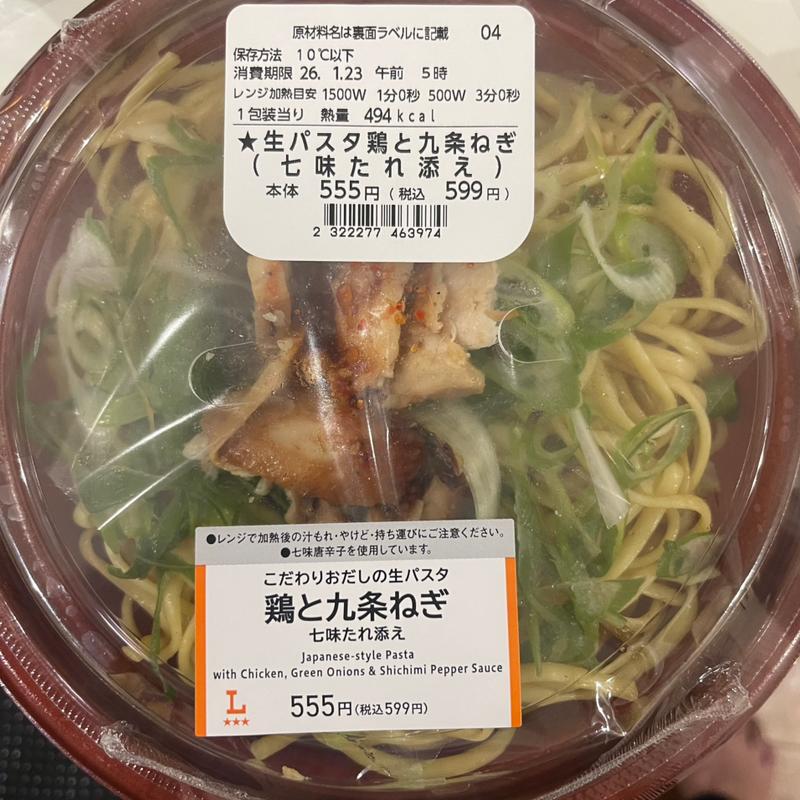 原材料名は裏面ラベルに記載 04
保存方法 10℃以下
消費期限 26. 1.23 午前 5時
レンジ加熱目安 1500W 1分0秒 500W 3分0秒
1包装当り 熱量 494kcal
★生パスタ鶏と九条ねぎ
(七味たれ添え)
本体 555円(税込 599円)
2 322277 463974
●レンジで加熱後の汁もれ・やけど・持ち運びにご注意ください。
●七味唐辛子を使用しています。
こだわりおだしの生パスタ
鶏と九条ねぎ
七味たれ添え
Japanese-style Pasta
with Chicken, Green Onions & Shichimi Pepper Sauce
L
★★★
555円(税込599円)